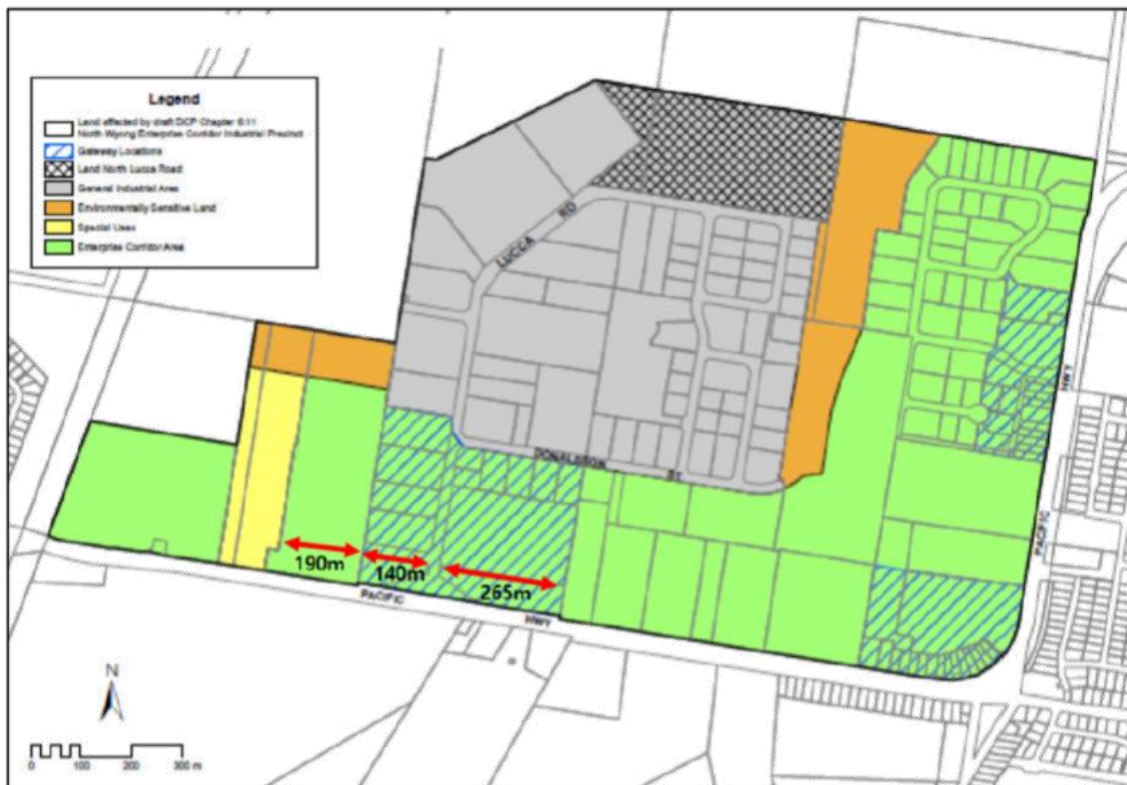 Legend
Land affected by draft DCP Chapter 6.11
North Wyong Enterprise Corridor Industrial Precinct
Gateway Locations
Land North Lucca Road
General Industrial Area
Environmentally Sensitive Land
Special Uses
Enterprise Corridor Area
LUCCA RD
DONALDSON ST
HWY
PACIFIC
190m
140m
265m
PACIFIC HWY
N
0 100 200 300 m